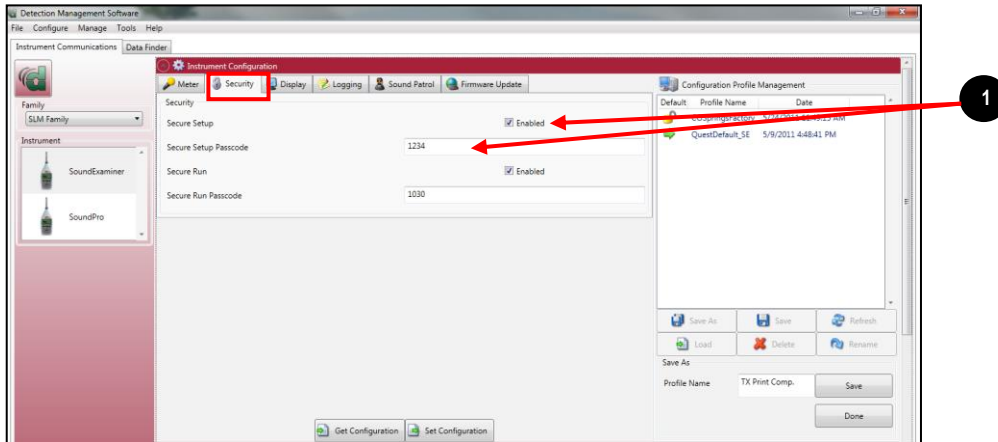 Detection Management Software
File Configure Manage Tools Help
Instrument Communications Data Finder
Instrument Configuration
Meter Security Display Logging Sound Patrol Firmware Update
Configuration Profile Management
Family
SLM Family
Instrument
SoundExaminer
SoundPro
Security
Secure Setup Enabled
Secure Setup Passcode 1234
Secure Run Enabled
Secure Run Passcode 1030
Default Profile Name Date
QuestDefault_SE 5/9/2011 4:48:41 PM
1
Save As Save Refresh
Load Delete Rename
Save As
Profile Name TX Print Comp. Save
Done
Get Configuration Set Configuration